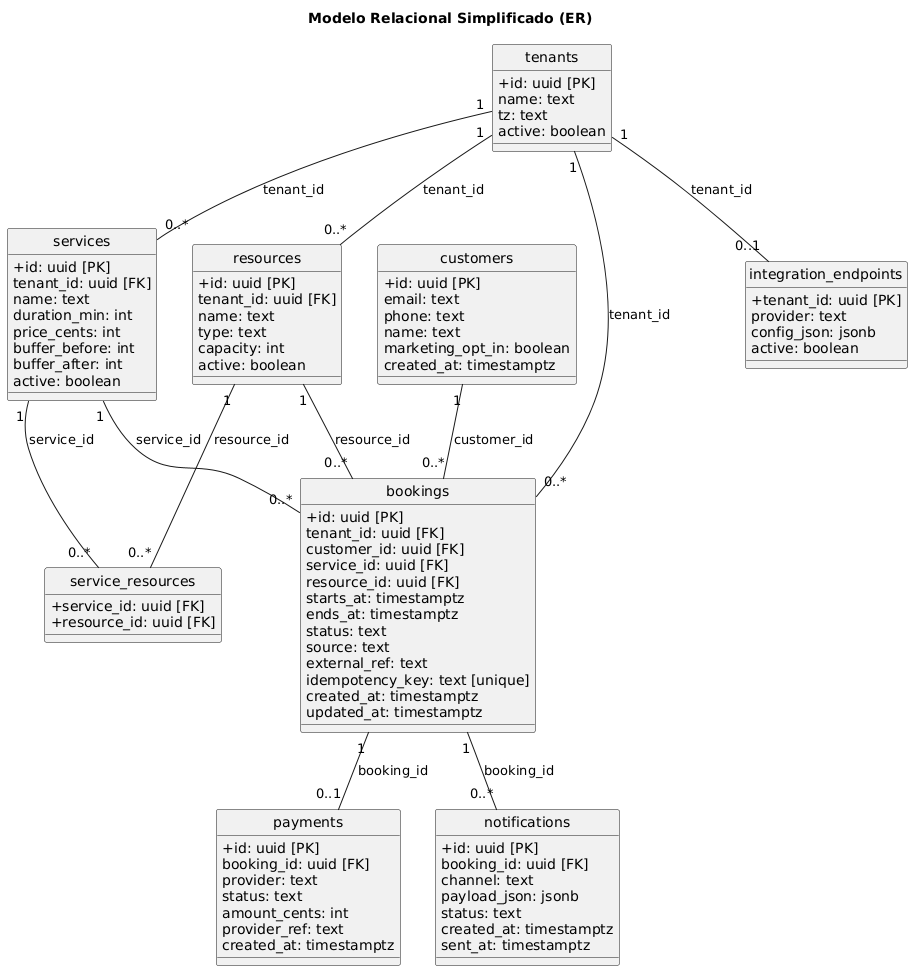 Modelo Relacional Simplificado (ER)
tenants
+id: uuid [PK]
name: text
tz: text
active: boolean
1
1
1
1
tenant_id
tenant_id
tenant_id
tenant_id
0..*
0..*
0..1
0..*
services
+id: uuid [PK]
tenant_id: uuid [FK]
name: text
duration_min: int
price_cents: int
buffer_before: int
buffer_after: int
active: boolean
resources
+id: uuid [PK]
tenant_id: uuid [FK]
name: text
type: text
capacity: int
active: boolean
customers
+id: uuid [PK]
email: text
phone: text
name: text
marketing_opt_in: boolean
created_at: timestamptz
integration_endpoints
+tenant_id: uuid [PK]
provider: text
config_json: jsonb
active: boolean
1
1
1
1
1
service_id
service_id
resource_id
resource_id
customer_id
0..*
0..*
0..*
0..*
0..*
service_resources
+service_id: uuid [FK]
+resource_id: uuid [FK]
bookings
+id: uuid [PK]
tenant_id: uuid [FK]
customer_id: uuid [FK]
service_id: uuid [FK]
resource_id: uuid [FK]
starts_at: timestamptz
ends_at: timestamptz
status: text
source: text
external_ref: text
idempotency_key: text [unique]
created_at: timestamptz
updated_at: timestamptz
1
1
booking_id
booking_id
0..1
0..*
payments
+id: uuid [PK]
booking_id: uuid [FK]
provider: text
status: text
amount_cents: int
provider_ref: text
created_at: timestamptz
notifications
+id: uuid [PK]
booking_id: uuid [FK]
channel: text
payload_json: jsonb
status: text
created_at: timestamptz
sent_at: timestamptz